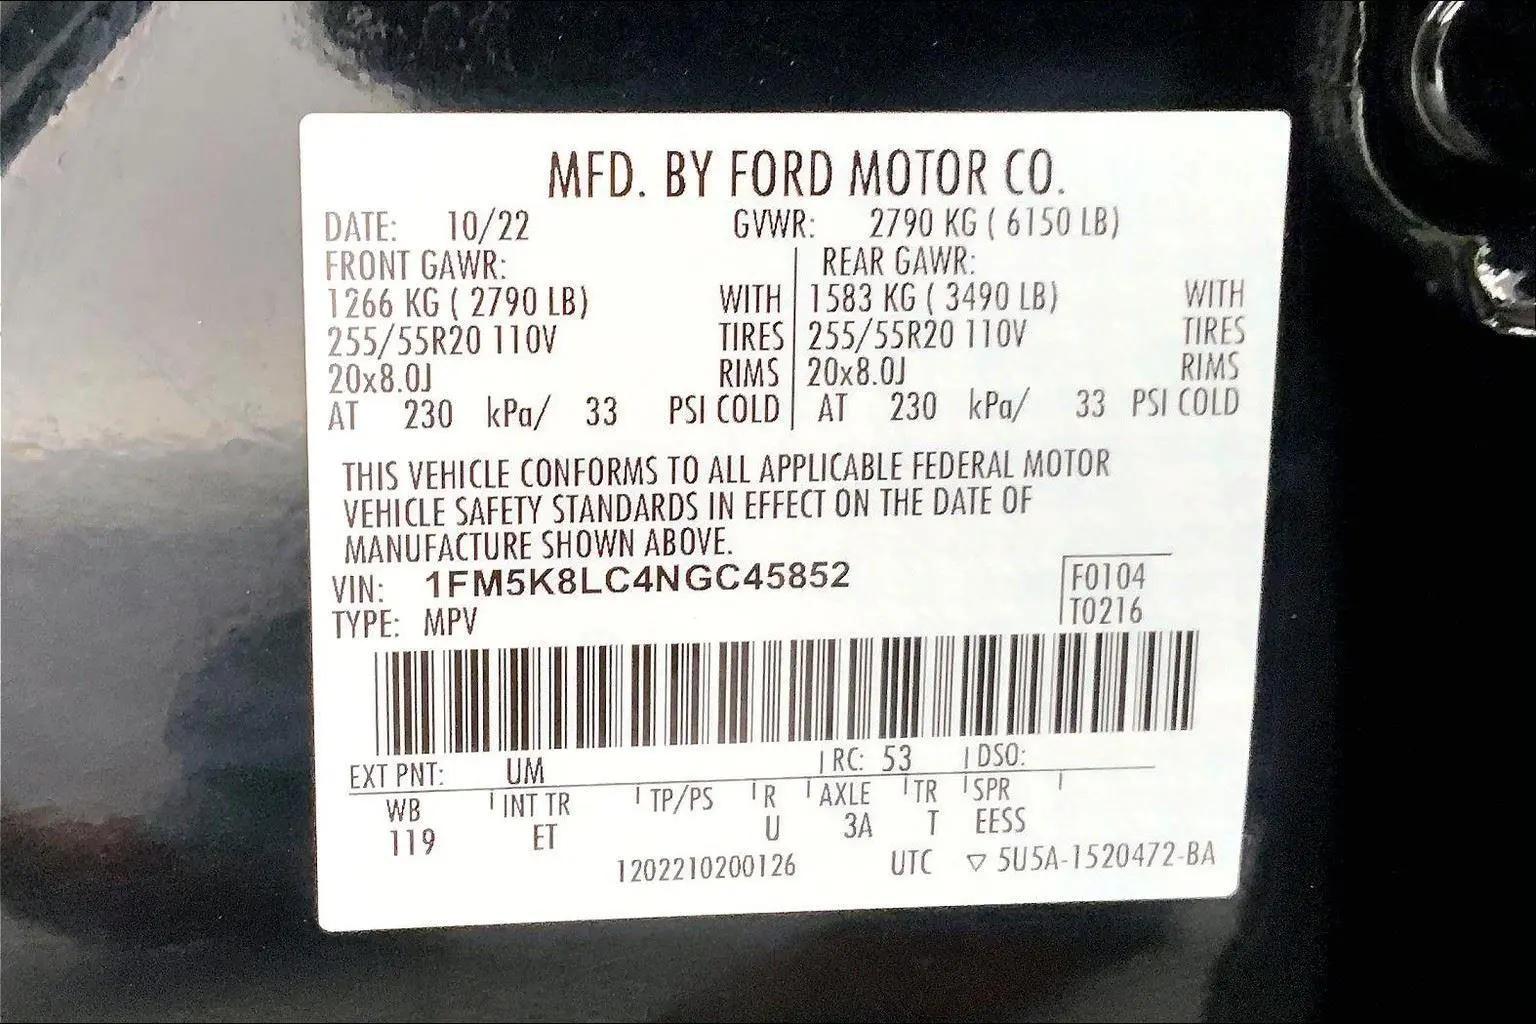 MFD. BY FORD MOTOR CO.
DATE: 10/22 GVWR: 2790 KG ( 6150 LB)
FRONT GAWR: REAR GAWR:
1266 KG ( 2790 LB) WITH 1583 KG ( 3490 LB) WITH
255/55R20 110V TIRES 255/55R20 110V TIRES
20x8.0J RIMS 20x8.0J RIMS
AT 230 kPa/ 33 PSI COLD AT 230 kPa/ 33 PSI COLD
THIS VEHICLE CONFORMS TO ALL APPLICABLE FEDERAL MOTOR
VEHICLE SAFETY STANDARDS IN EFFECT ON THE DATE OF
MANUFACTURE SHOWN ABOVE.
VIN: 1FM5K8LC4NGC45852 F0104
TYPE: MPV T0216
EXT PNT: UM RC: 53 DSO:
WB INT TR TP/PS R AXLE TR SPR
119 ET U 3A T EESS
1202210200126 UTC ▽ 5U5A-1520472-BA